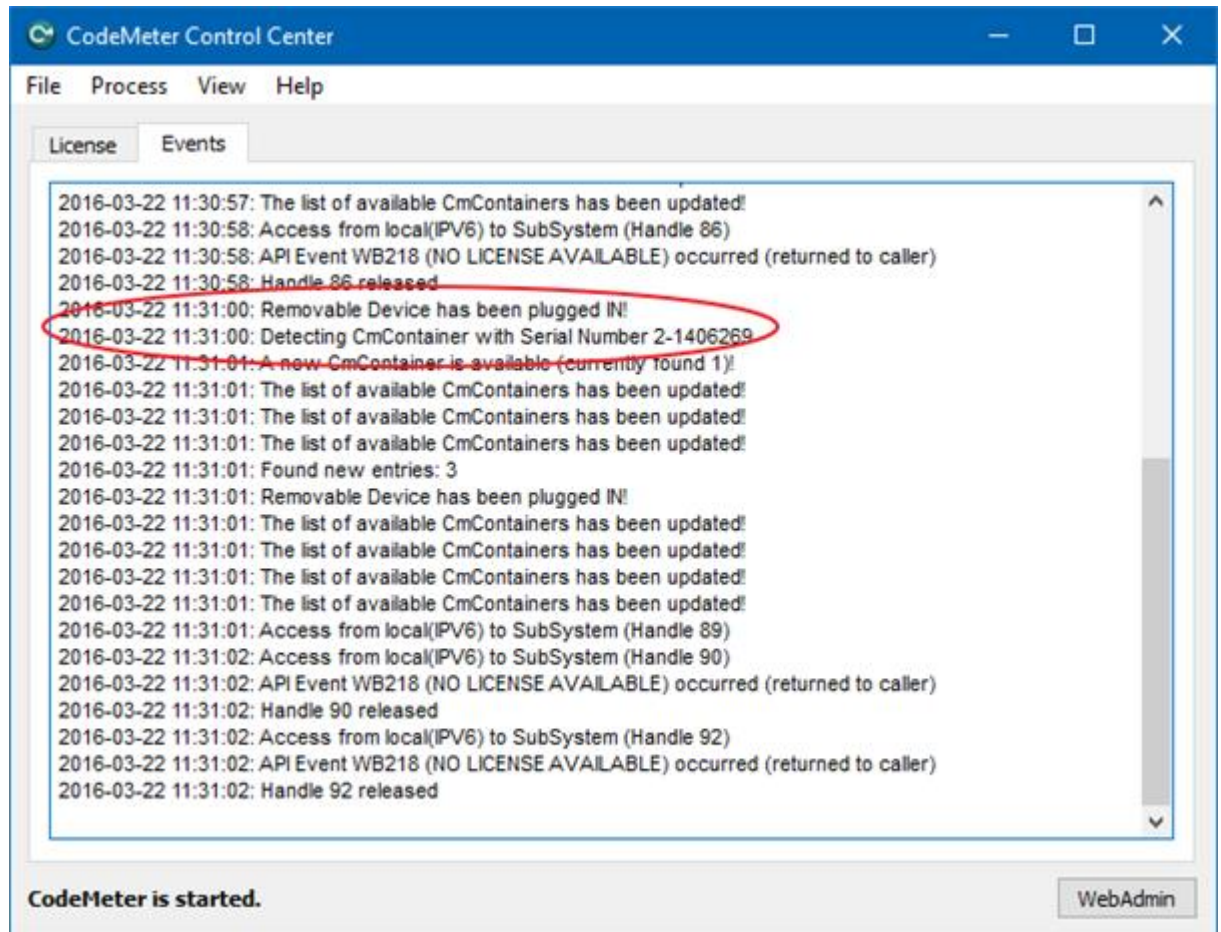 CodeMeter Control Center
File Process View Help
License Events
2016-03-22 11:30:57: The list of available CmContainers has been updated!
2016-03-22 11:30:58: Access from local(IPV6) to SubSystem (Handle 86)
2016-03-22 11:30:58: API Event WB218 (NO LICENSE AVAILABLE) occurred (returned to caller)
2016-03-22 11:30:58: Handle 86 released
2016-03-22 11:31:00: Removable Device has been plugged IN!
2016-03-22 11:31:00: Detecting CmContainer with Serial Number 2-1406269
2016-03-22 11:31:01: A new CmContainer is available (currently found 1)!
2016-03-22 11:31:01: The list of available CmContainers has been updated!
2016-03-22 11:31:01: The list of available CmContainers has been updated!
2016-03-22 11:31:01: The list of available CmContainers has been updated!
2016-03-22 11:31:01: Found new entries: 3
2016-03-22 11:31:01: Removable Device has been plugged IN!
2016-03-22 11:31:01: The list of available CmContainers has been updated!
2016-03-22 11:31:01: The list of available CmContainers has been updated!
2016-03-22 11:31:01: The list of available CmContainers has been updated!
2016-03-22 11:31:01: The list of available CmContainers has been updated!
2016-03-22 11:31:01: Access from local(IPV6) to SubSystem (Handle 89)
2016-03-22 11:31:02: Access from local(IPV6) to SubSystem (Handle 90)
2016-03-22 11:31:02: API Event WB218 (NO LICENSE AVAILABLE) occurred (returned to caller)
2016-03-22 11:31:02: Handle 90 released
2016-03-22 11:31:02: Access from local(IPV6) to SubSystem (Handle 92)
2016-03-22 11:31:02: API Event WB218 (NO LICENSE AVAILABLE) occurred (returned to caller)
2016-03-22 11:31:02: Handle 92 released
CodeMeter is started.
WebAdmin